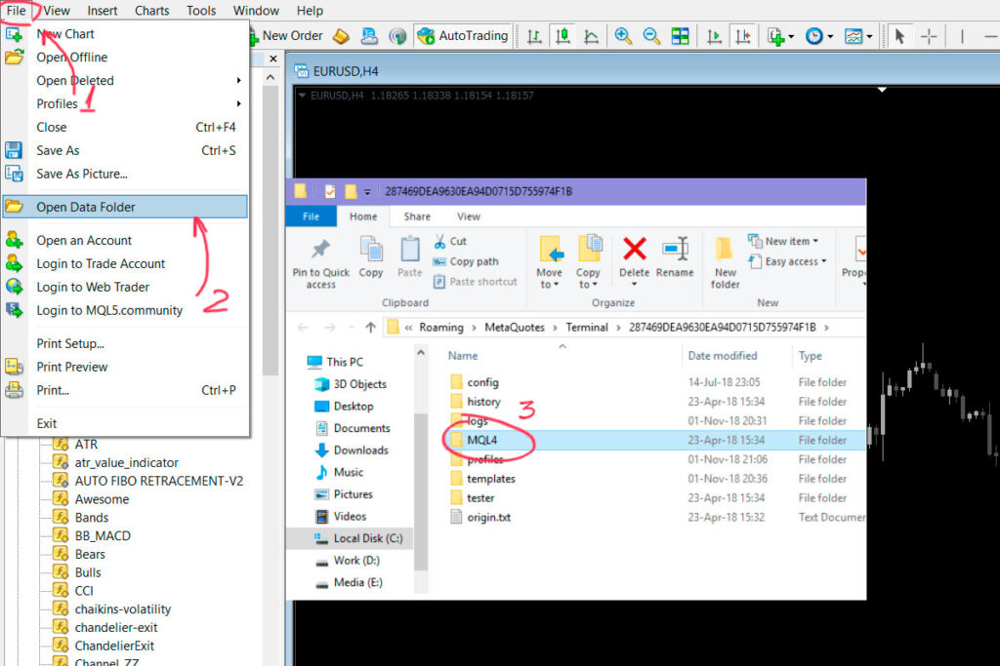 File View Insert Charts Tools Window Help
New Chart
Open Offline
Open Deleted
Profiles
Close Ctrl+F4
Save As Ctrl+S
Save As Picture...
Open Data Folder
Open an Account
Login to Trade Account
Login to Web Trader
Login to MQL5.community
Print Setup...
Print Preview
Print... Ctrl+P
Exit
1
2
New Order AutoTrading
EURUSD,H4
EURUSD,H4 1.18265 1.18338 1.18154 1.18157
ATR
atr_value_indicator
AUTO FIBO RETRACEMENT-V2
Awesome
Bands
BB_MACD
Bears
Bulls
CCI
chaikins-volatility
chandelier-exit
ChandelierExit
Channel_ZZ
287469DEA9630EA94D0715D755974F1B
File Home Share View
Pin to Quick access
Copy
Paste
Cut
Copy path
Paste shortcut
Clipboard
Move to
Copy to
Delete
Rename
Organize
New folder
New item
Easy access
New
« Roaming > MetaQuotes > Terminal > 287469DEA9630EA94D0715D755974F1B >
This PC
3D Objects
Desktop
Documents
Downloads
Music
Pictures
Videos
Local Disk (C:)
Work (D:)
Media (E:)
Name Date modified Type
config 14-Jul-18 23:05 File folder
history 23-Apr-18 15:34 File folder
logs 01-Nov-18 20:31 File folder
MQL4 23-Apr-18 15:34 File folder
profiles 01-Nov-18 21:06 File folder
templates 01-Nov-18 20:36 File folder
tester 23-Apr-18 15:34 File folder
origin.txt 23-Apr-18 15:32 Text Documen
3